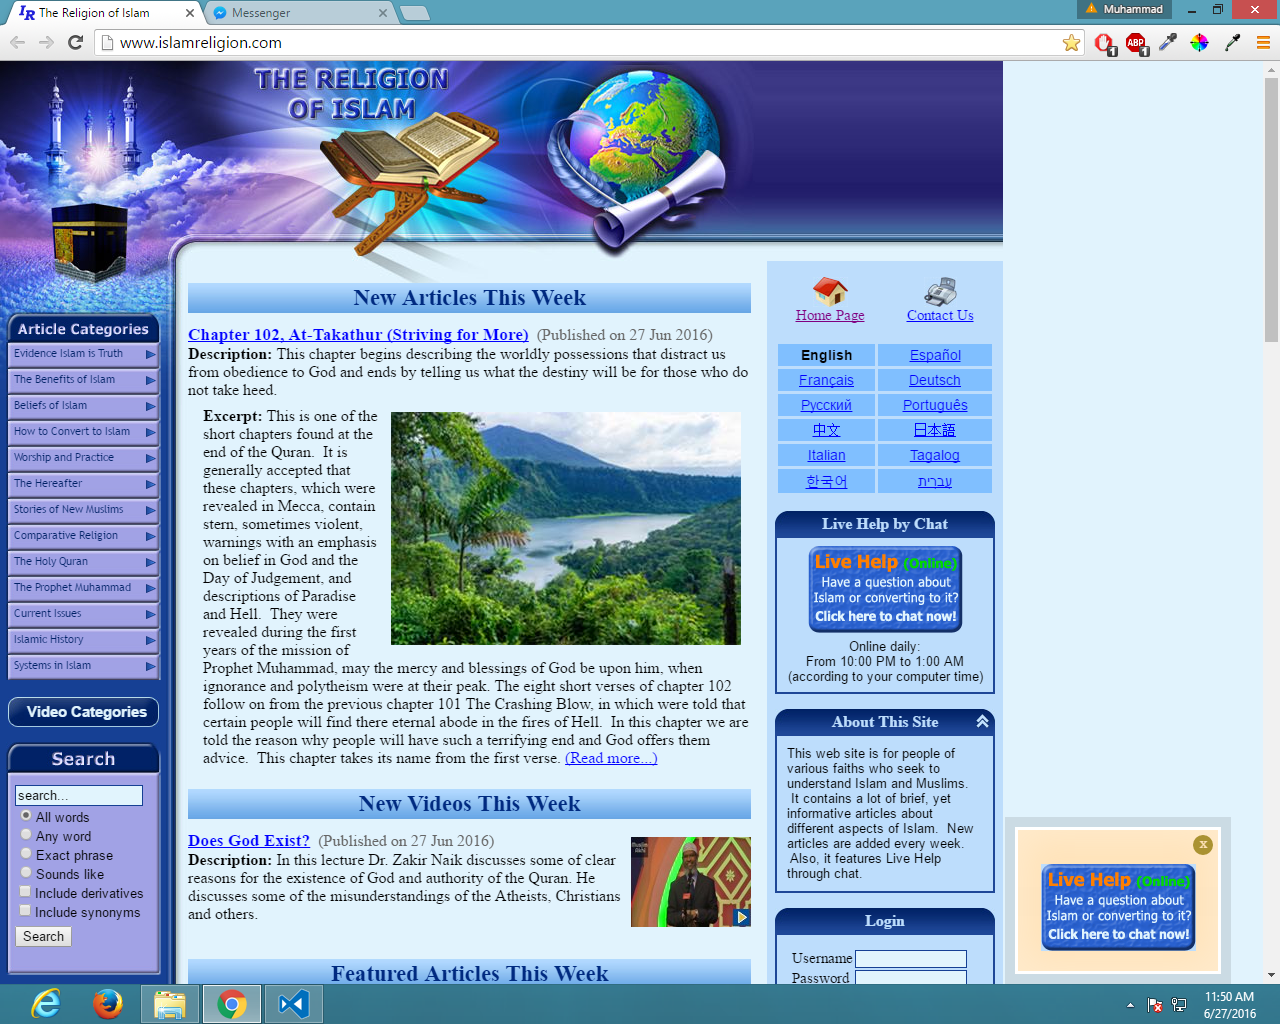 The Religion of Islam
Messenger
Muhammad
www.islamreligion.com
1
ABP
1
THE RELIGION
OF ISLAM
Article Categories
Evidence Islam is Truth
The Benefits of Islam
Beliefs of Islam
How to Convert to Islam
Worship and Practice
The Hereafter
Stories of New Muslims
Comparative Religion
The Holy Quran
The Prophet Muhammad
Current Issues
Islamic History
Systems in Islam
Video Categories
Search
search...
All words
Any word
Exact phrase
Sounds like
Include derivatives
Include synonyms
Search
New Articles This Week
Chapter 102, At-Takathur (Striving for More) (Published on 27 Jun 2016)
Description: This chapter begins describing the worldly possessions that distract us
from obedience to God and ends by telling us what the destiny will be for those who do
not take heed.
Excerpt: This is one of the
short chapters found at the
end of the Quran. It is
generally accepted that
these chapters, which were
revealed in Mecca, contain
stern, sometimes violent,
warnings with an emphasis
on belief in God and the
Day of Judgement, and
descriptions of Paradise
and Hell. They were
revealed during the first
years of the mission of
Prophet Muhammad, may the mercy and blessings of God be upon him, when
ignorance and polytheism were at their peak. The eight short verses of chapter 102
follow on from the previous chapter 101 The Crashing Blow, in which were told that
certain people will find there eternal abode in the fires of Hell. In this chapter we are
told the reason why people will have such a terrifying end and God offers them
advice. This chapter takes its name from the first verse. (Read more...)
New Videos This Week
Does God Exist? (Published on 27 Jun 2016)
Description: In this lecture Dr. Zakir Naik discusses some of clear
reasons for the existence of God and authority of the Quran. He
discusses some of the misunderstandings of the Atheists, Christians
and others.
Featured Articles This Week
Home Page
Contact Us
English
Español
Français
Deutsch
Русский
Português
中文
日本語
Italian
Tagalog
한국어
עברית
Live Help by Chat
Live Help (Online)
Have a question about
Islam or converting to it?
Click here to chat now!
Online daily:
From 10:00 PM to 1:00 AM
(according to your computer time)
About This Site
This web site is for people of
various faiths who seek to
understand Islam and Muslims.
It contains a lot of brief, yet
informative articles about
different aspects of Islam. New
articles are added every week.
Also, it features Live Help
through chat.
Login
Username
Password
x
Live Help (Online)
Have a question about
Islam or converting to it?
Click here to chat now!
11:50 AM
6/27/2016